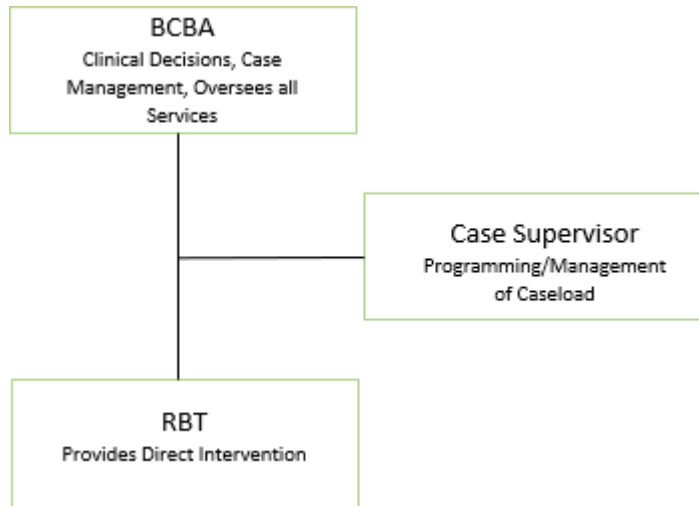 BCBA
Clinical Decisions, Case
Management, Oversees all
Services
Case Supervisor
Programming/Management
of Caseload
RBT
Provides Direct Intervention